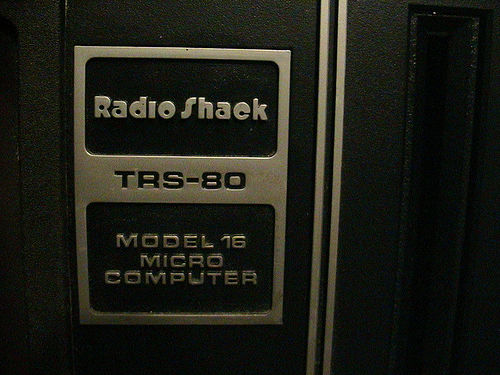 Radio Shack
TRS-80
MODEL 16
MICRO
COMPUTER